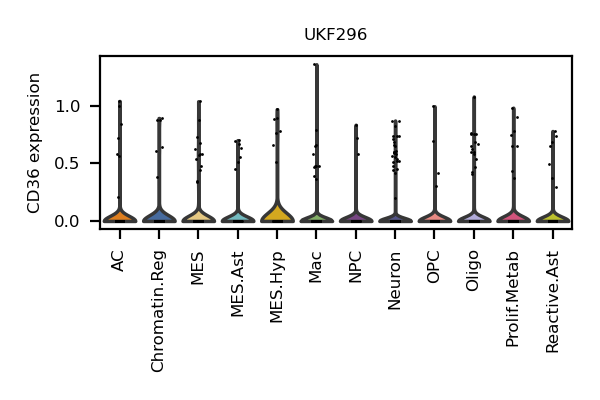 UKF296
CD36 expression
1.0
0.5
0.0
AC
Chromatin.Reg
MES
MES.Ast
MES.Hyp
Mac
NPC
Neuron
OPC
Oligo
Prolif.Metab
Reactive.Ast